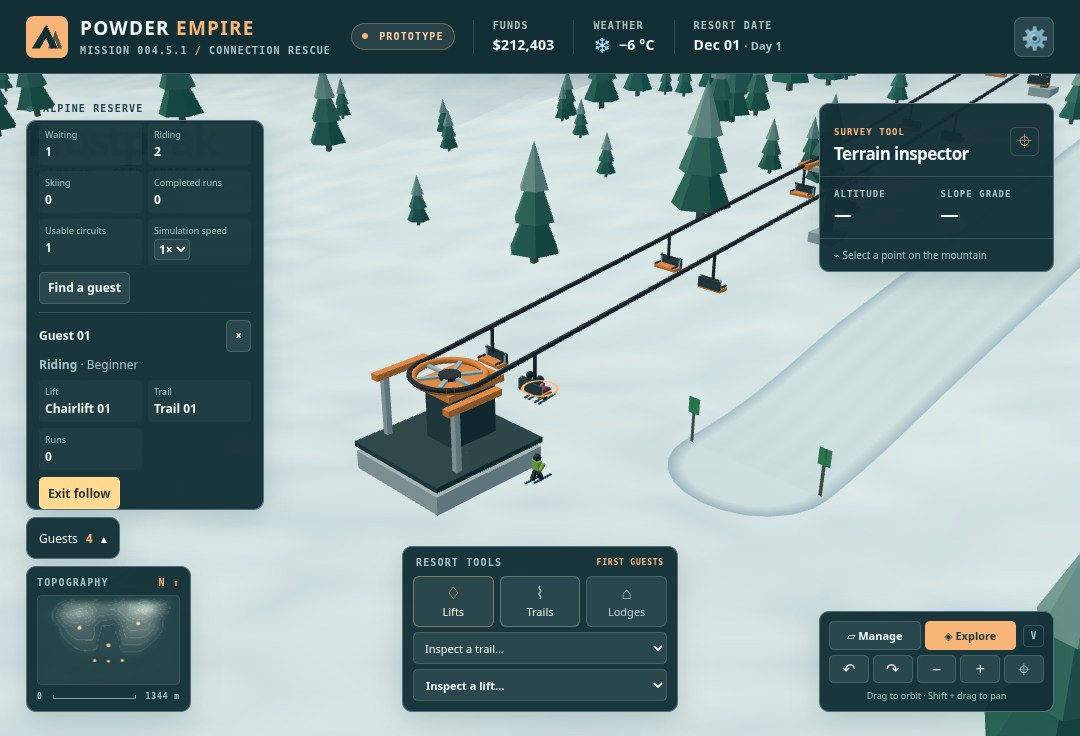 POWDER EMPIRE
MISSION 004.5.1 / CONNECTION RESCUE
PROTOTYPE
FUNDS
$212,403
WEATHER
−6 °C
RESORT DATE
Dec 01 · Day 1
ALPINE RESERVE
Waiting
1
Riding
2
Skiing
0
Completed runs
0
Usable circuits
1
Simulation speed
1×
Find a guest
Guest 01
×
Riding · Beginner
Lift
Chairlift 01
Trail
Trail 01
Runs
0
Exit follow
Guests 4 ▲
TOPOGRAPHY N ↑
0 1344 m
SURVEY TOOL
Terrain inspector
ALTITUDE
—
SLOPE GRADE
—
⌁ Select a point on the mountain
RESORT TOOLS FIRST GUESTS
Lifts
Trails
Lodges
Inspect a trail...
Inspect a lift...
Manage
Explore
V
Drag to orbit · Shift + drag to pan